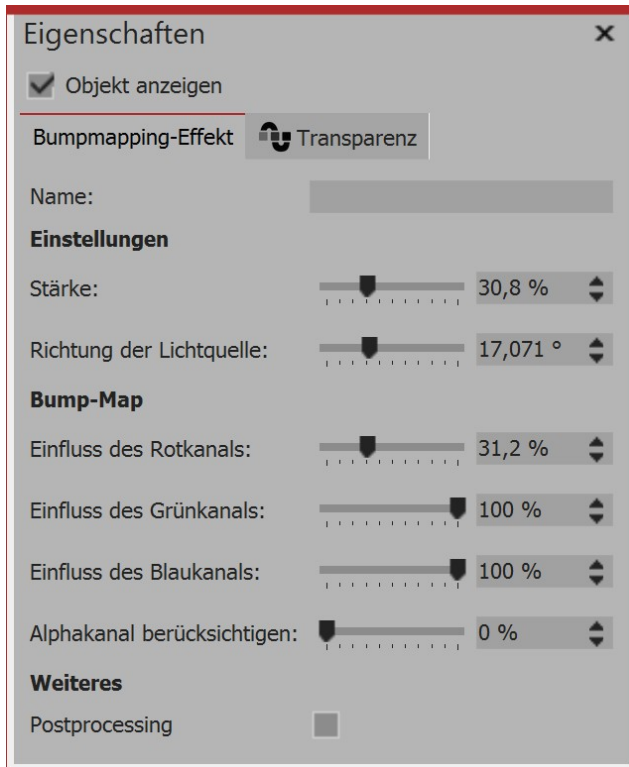 Eigenschaften
Objekt anzeigen
Bumpmapping-Effekt Transparenz
Name:
Einstellungen
Stärke: 30,8 %
Richtung der Lichtquelle: 17,071 °
Bump-Map
Einfluss des Rotkanals: 31,2 %
Einfluss des Grünkanals: 100 %
Einfluss des Blaukanals: 100 %
Alphakanal berücksichtigen: 0 %
Weiteres
Postprocessing